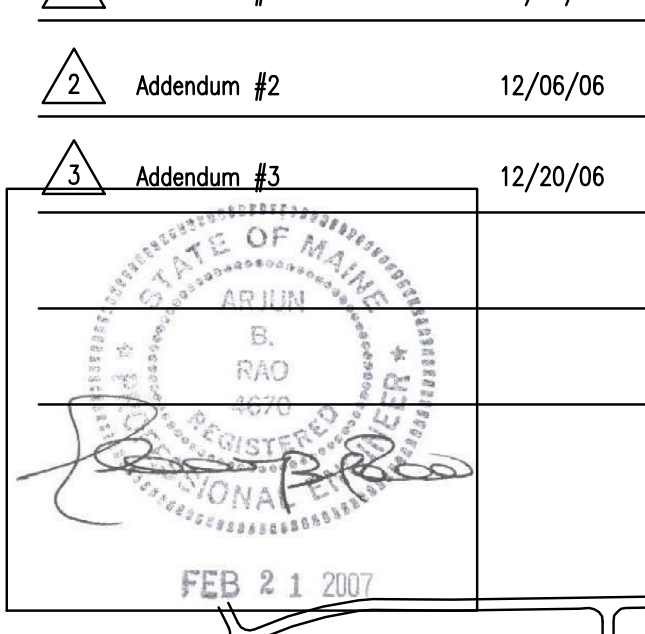 2 Addendum #2 12/06/06
3 Addendum #3 12/20/06
STATE OF MAINE
ARJUN
B.
RAO
4670
REGISTERED
PROFESSIONAL ENGINEER
FEB 21 2007